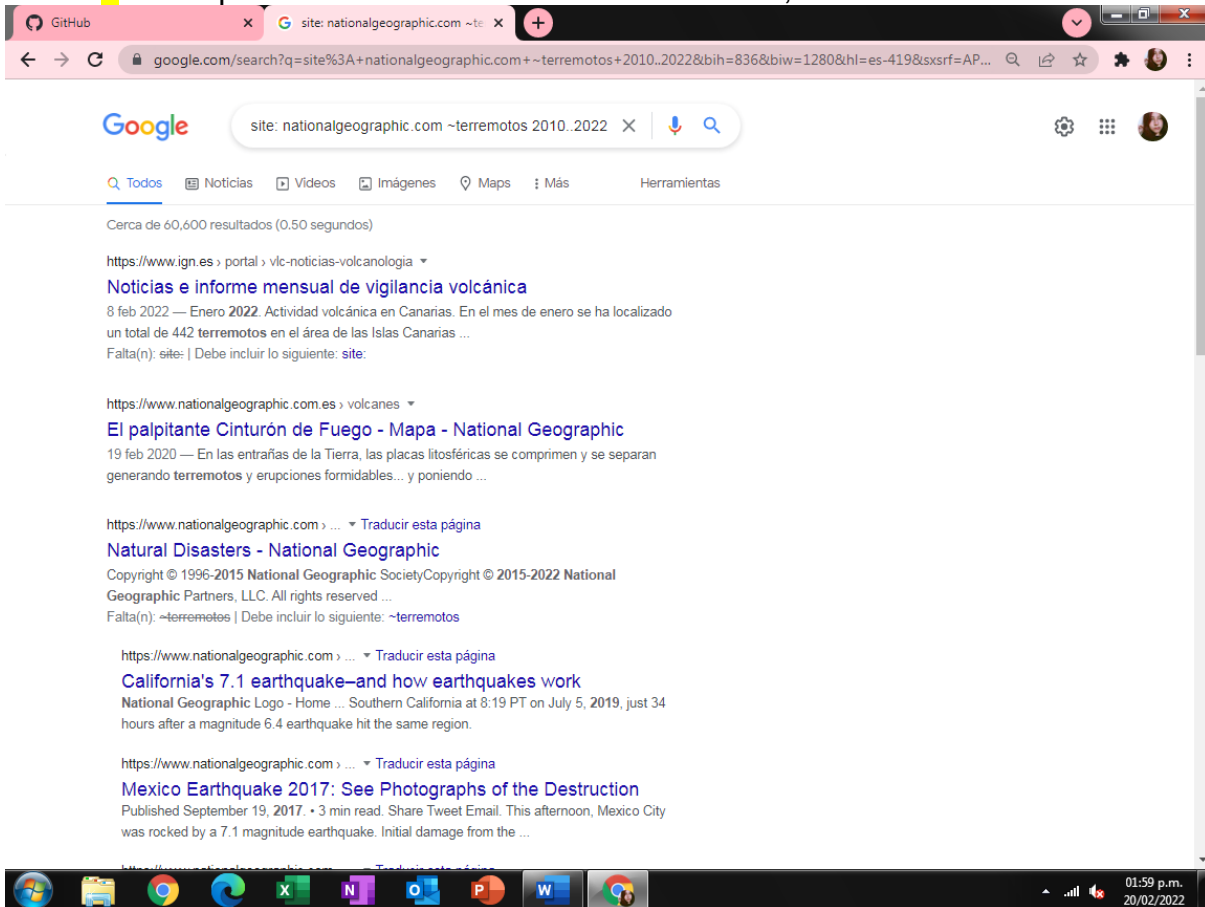 GitHub
site: nationalgeographic.com ~te
google.com/search?q=site%3A+nationalgeographic.com+~terremotos+2010..2022&bih=836&biw=1280&hl=es-419&sxsrf=AP...
Google
site: nationalgeographic.com ~terremotos 2010..2022
Todos Noticias Videos Imágenes Maps Más Herramientas
Cerca de 60,600 resultados (0.50 segundos)
https://www.ign.es › portal › vlc-noticias-volcanologia
Noticias e informe mensual de vigilancia volcánica
8 feb 2022 — Enero 2022. Actividad volcánica en Canarias. En el mes de enero se ha localizado
un total de 442 terremotos en el área de las Islas Canarias ...
Falta(n): site: | Debe incluir lo siguiente: site:
https://www.nationalgeographic.com.es › volcanes
El palpitante Cinturón de Fuego - Mapa - National Geographic
19 feb 2020 — En las entrañas de la Tierra, las placas litosféricas se comprimen y se separan
generando terremotos y erupciones formidables... y poniendo ...
https://www.nationalgeographic.com › ... Traducir esta página
Natural Disasters - National Geographic
Copyright © 1996-2015 National Geographic SocietyCopyright © 2015-2022 National
Geographic Partners, LLC. All rights reserved ...
Falta(n): ~terremotos | Debe incluir lo siguiente: ~terremotos
https://www.nationalgeographic.com › ... Traducir esta página
California's 7.1 earthquake–and how earthquakes work
National Geographic Logo - Home ... Southern California at 8:19 PT on July 5, 2019, just 34
hours after a magnitude 6.4 earthquake hit the same region.
https://www.nationalgeographic.com › ... Traducir esta página
Mexico Earthquake 2017: See Photographs of the Destruction
Published September 19, 2017. • 3 min read. Share Tweet Email. This afternoon, Mexico City
was rocked by a 7.1 magnitude earthquake. Initial damage from the ...
01:59 p.m.
20/02/2022